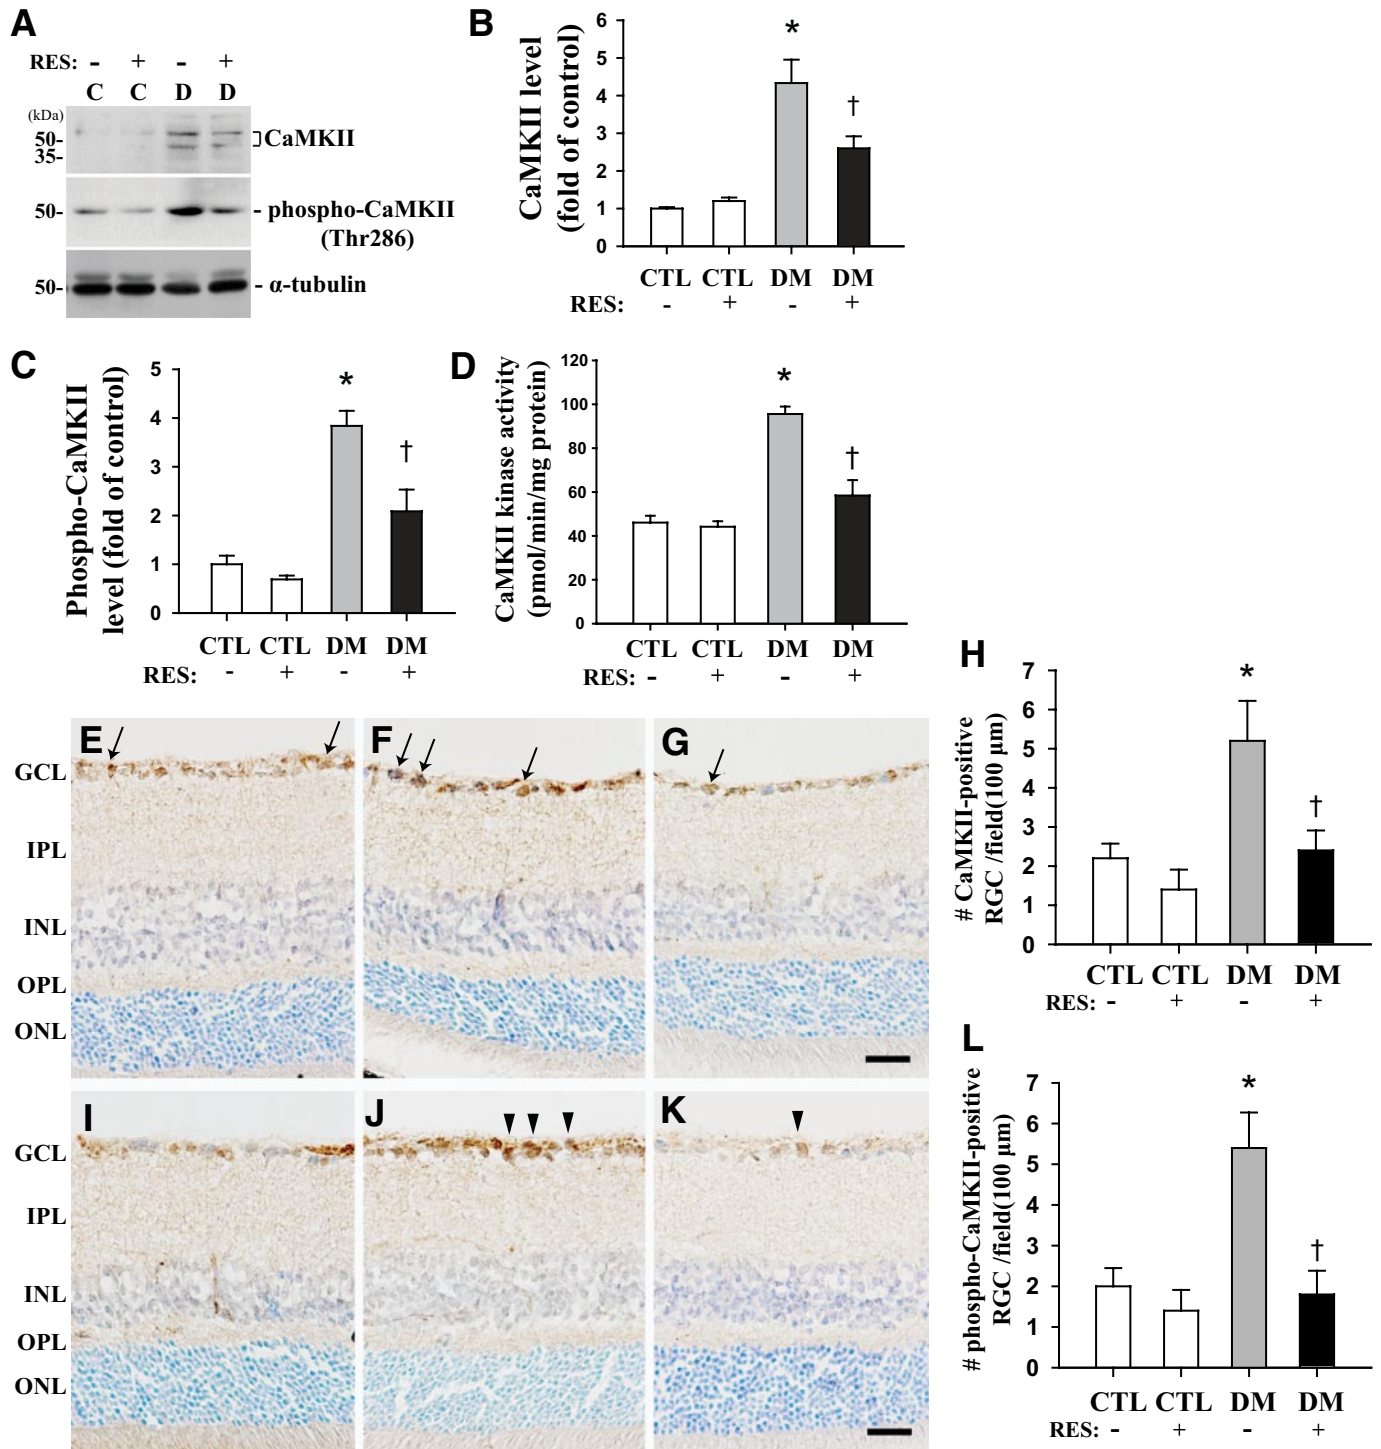 A
RES: - + - +
C C D D
(kDa)
50-
35-
CaMKII
50-
- phospho-CaMKII
(Thr286)
50-
- α-tubulin
B
CaMKII level
(fold of control)
6
5
4
3
2
1
0
*
†
CTL CTL DM DM
RES: - + - +
C
Phospho-CaMKII
level (fold of control)
5
4
3
2
1
0
*
†
CTL CTL DM DM
RES: - + - +
D
CaMKII kinase activity
(pmol/min/mg protein)
120
100
80
60
40
20
0
*
†
CTL CTL DM DM
RES: - + - +
E
F
G
GCL
IPL
INL
OPL
ONL
H
# CaMKII-positive
RGC /field(100 µm)
7
6
5
4
3
2
1
0
*
†
CTL CTL DM DM
RES: - + - +
I
J
K
GCL
IPL
INL
OPL
ONL
L
# phospho-CaMKII-positive
RGC /field(100 µm)
7
6
5
4
3
2
1
0
*
†
CTL CTL DM DM
RES: - + - +